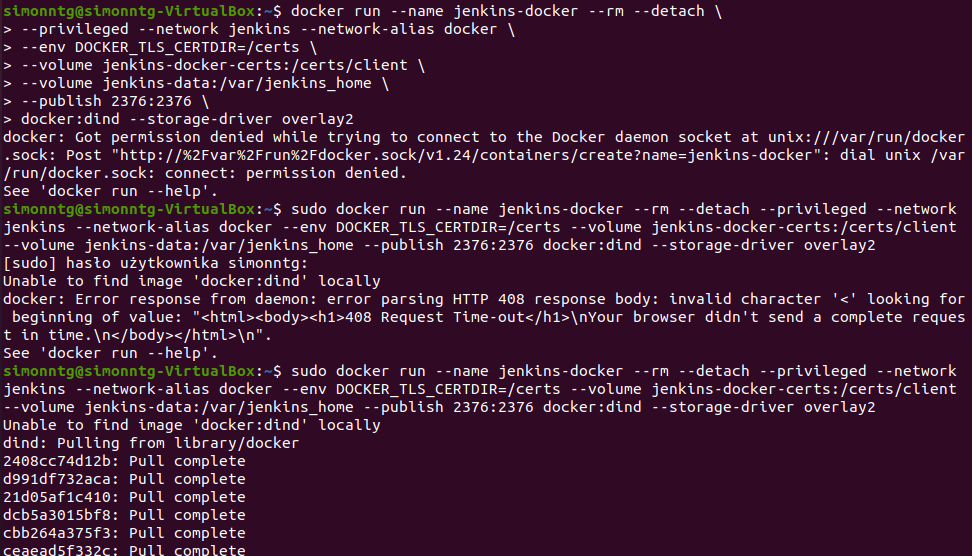 simonntg@simonntg-VirtualBox:~$ docker run --name jenkins-docker --rm --detach \
> --privileged --network jenkins --network-alias docker \
> --env DOCKER_TLS_CERTDIR=/certs \
> --volume jenkins-docker-certs:/certs/client \
> --volume jenkins-data:/var/jenkins_home \
> --publish 2376:2376 \
> docker:dind --storage-driver overlay2
docker: Got permission denied while trying to connect to the Docker daemon socket at unix:///var/run/docker
.sock: Post "http://%2Fvar%2Frun%2Fdocker.sock/v1.24/containers/create?name=jenkins-docker": dial unix /var
/run/docker.sock: connect: permission denied.
See 'docker run --help'.
simonntg@simonntg-VirtualBox:~$ sudo docker run --name jenkins-docker --rm --detach --privileged --network
jenkins --network-alias docker --env DOCKER_TLS_CERTDIR=/certs --volume jenkins-docker-certs:/certs/client
--volume jenkins-data:/var/jenkins_home --publish 2376:2376 docker:dind --storage-driver overlay2
[sudo] hasło użytkownika simonntg:
Unable to find image 'docker:dind' locally
docker: Error response from daemon: error parsing HTTP 408 response body: invalid character '<' looking for
 beginning of value: "<html><body><h1>408 Request Time-out</h1>\nYour browser didn't send a complete reques
t in time.\n</body></html>\n".
See 'docker run --help'.
simonntg@simonntg-VirtualBox:~$ sudo docker run --name jenkins-docker --rm --detach --privileged --network
jenkins --network-alias docker --env DOCKER_TLS_CERTDIR=/certs --volume jenkins-docker-certs:/certs/client
--volume jenkins-data:/var/jenkins_home --publish 2376:2376 docker:dind --storage-driver overlay2
Unable to find image 'docker:dind' locally
dind: Pulling from library/docker
2408cc74d12b: Pull complete
d991df732aca: Pull complete
21d05af1c410: Pull complete
dcb5a3015bf8: Pull complete
cbb264a375f3: Pull complete
ceaead5f332c: Pull complete